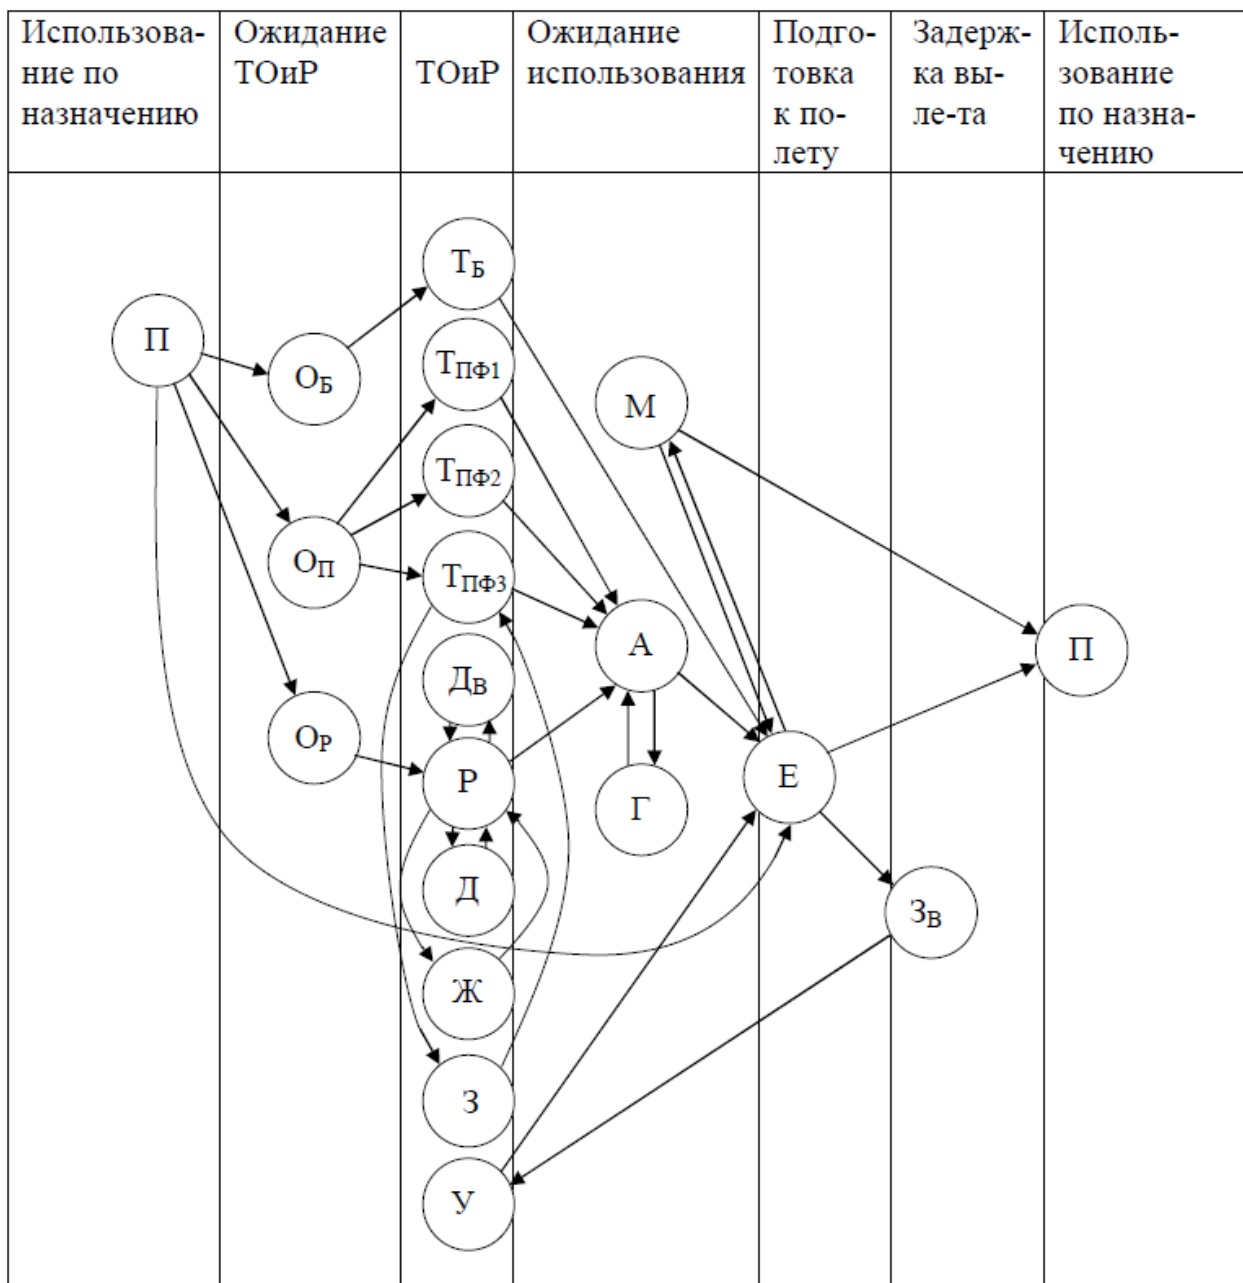 Использова-
ние по
назначению
Ожидание
ТОиР
ТОиР
Ожидание
использования
Подго-
товка
к по-
лету
Задерж-
ка вы-
ле-та
Исполь-
зование
по назна-
чению
ТБ
П
ОБ
ТПФ1
М
ТПФ2
ОП
ТПФ3
А
П
ДВ
ОР
Р
Г
Е
Д
ЗВ
Ж
З
У